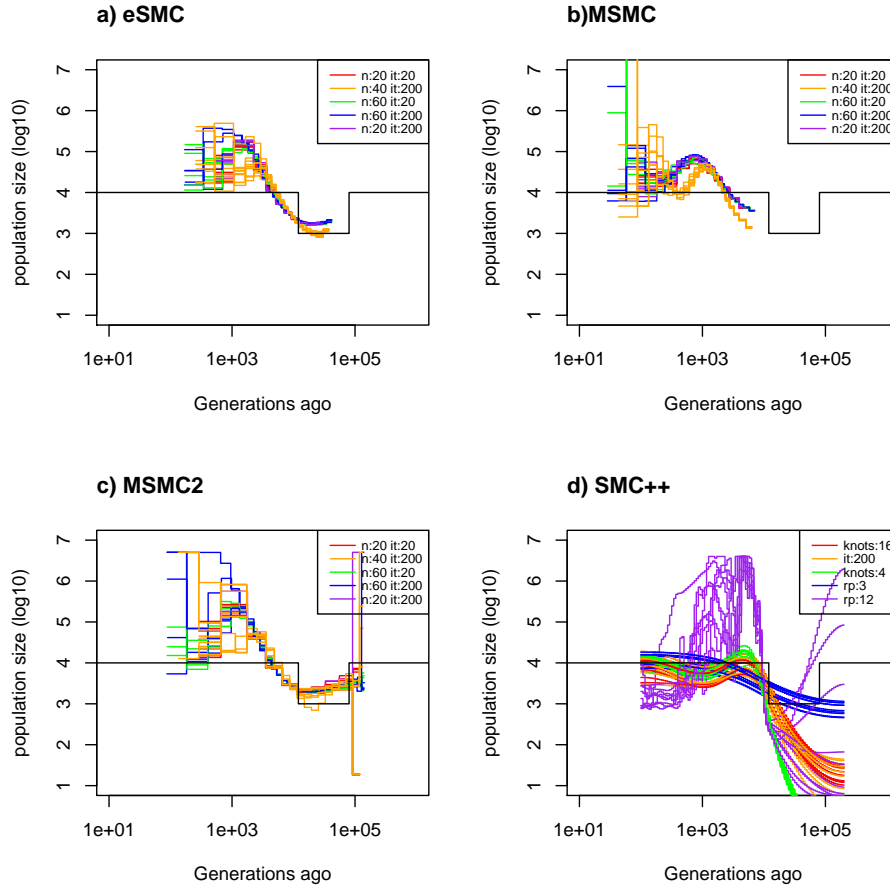 a) eSMC
population size (log10)
7
6
5
4
3
2
1
n:20 it:20
n:40 it:200
n:60 it:20
n:60 it:200
n:20 it:200
1e+01
1e+03
1e+05
Generations ago
b)MSMC
population size (log10)
7
6
5
4
3
2
1
n:20 it:20
n:40 it:200
n:60 it:20
n:60 it:200
n:20 it:200
1e+01
1e+03
1e+05
Generations ago
c) MSMC2
population size (log10)
7
6
5
4
3
2
1
n:20 it:20
n:40 it:200
n:60 it:20
n:60 it:200
n:20 it:200
1e+01
1e+03
1e+05
Generations ago
d) SMC++
population size (log10)
7
6
5
4
3
2
1
knots:16
it:200
knots:4
rp:3
rp:12
1e+01
1e+03
1e+05
Generations ago